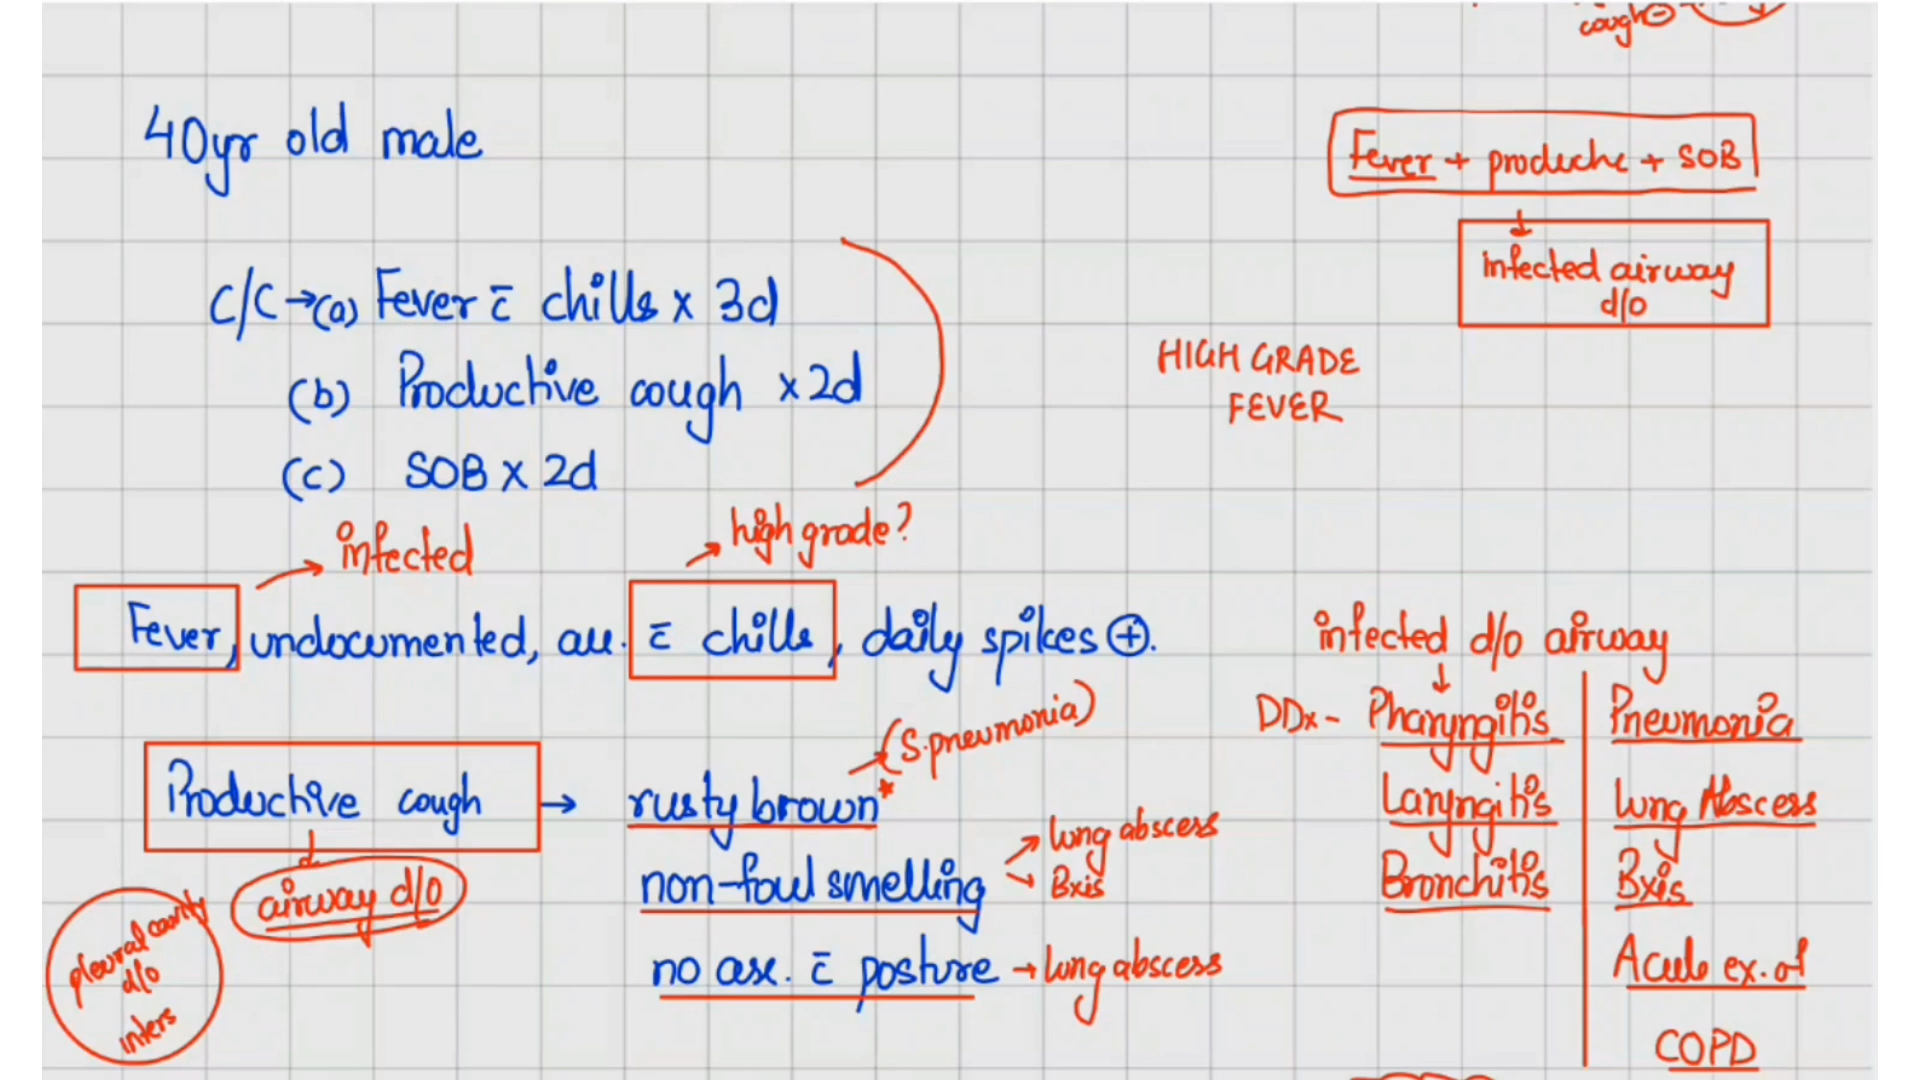 cough⊖
40yr old male
Fever + productive + SOB
infected airway
d/o
C/C → (a) Fever c̄ chills x 3d
(b) Productive cough x 2d
(c) SOB x 2d
HIGH GRADE
FEVER
infected
high grade?
Fever, undocumented, ass. c̄ chills, daily spikes ⊕.
infected d/o airway
DDx - Pharyngitis
Laryngitis
Bronchitis
Pneumonia
Lung Abscess
Bxis
Acute ex. of
COPD
(S.pneumonia)
Productive cough → rusty brown*
airway d/o
non-foul smelling
lung abscess
Bxis
no ass. c̄ posture → lung abscess
pleural cavity
d/o
inters